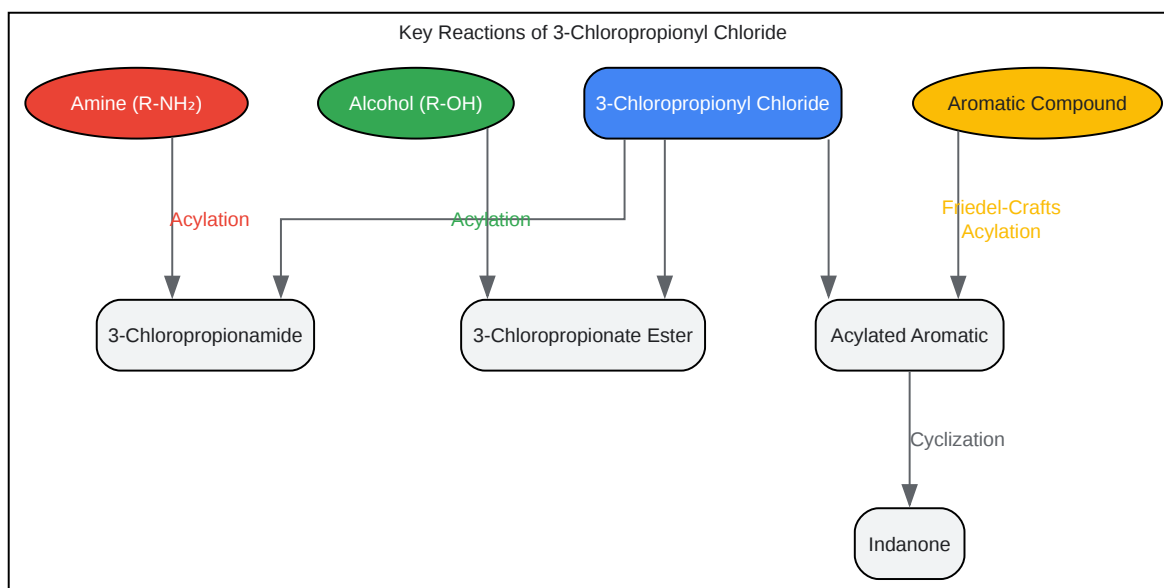 Key Reactions of 3-Chloropropionyl Chloride
Amine (R-NH₂)
Alcohol (R-OH)
3-Chloropropionyl Chloride
Aromatic Compound
Acylation
Acylation
Friedel-Crafts
Acylation
3-Chloropropionamide
3-Chloropropionate Ester
Acylated Aromatic
Cyclization
Indanone